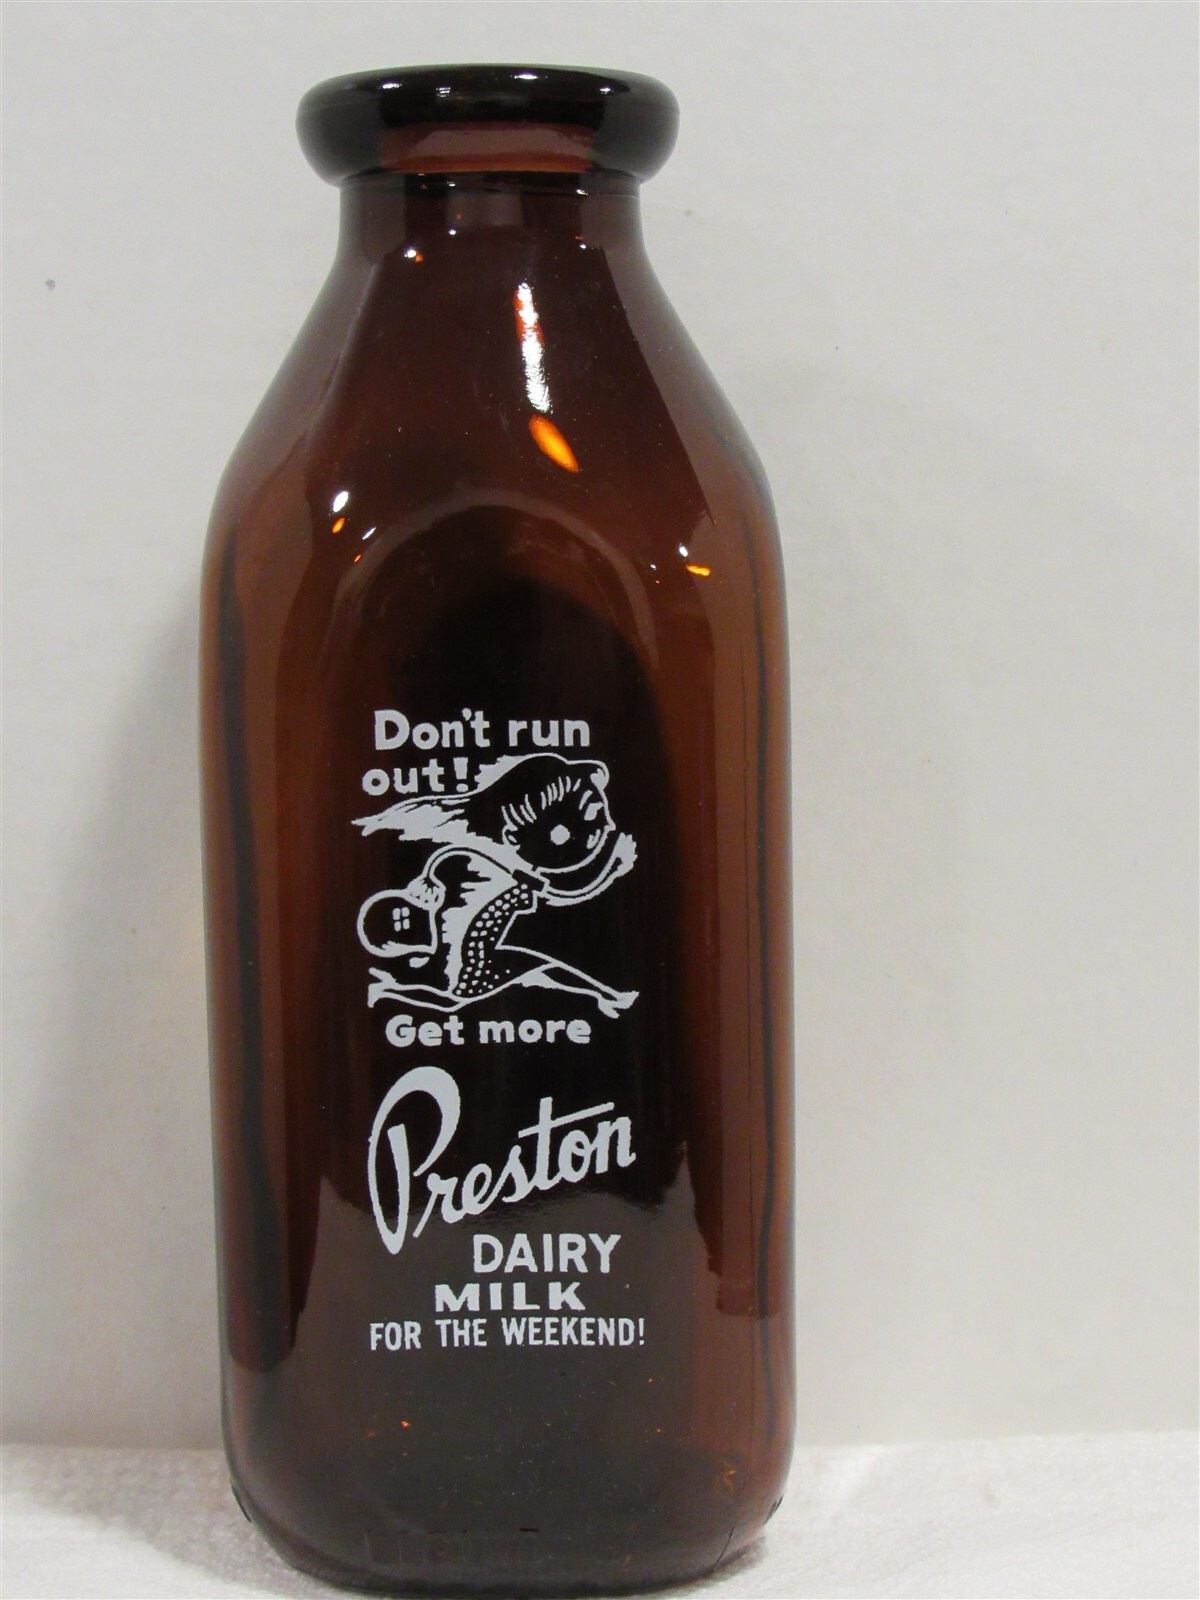 Don't run
out!
Get more
Preston
DAIRY
MILK
FOR THE WEEKEND!